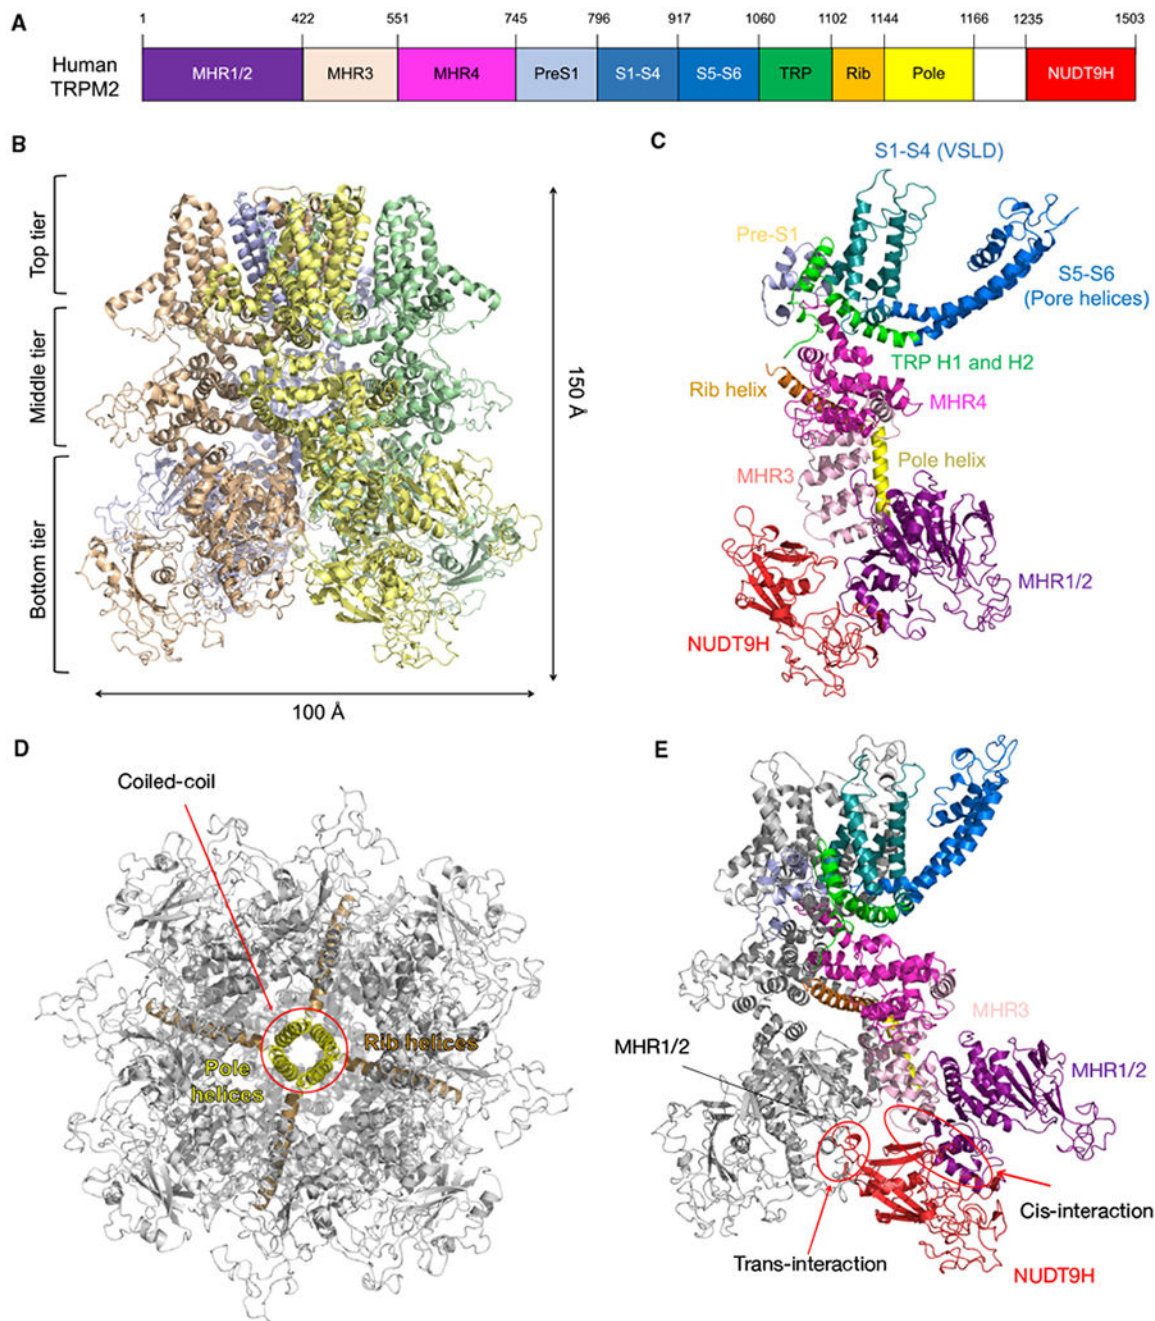 A
1 422 551 745 796 917 1060 1102 1144 1166 1235 1503
Human
TRPM2
MHR1/2 MHR3 MHR4 PreS1 S1-S4 S5-S6 TRP Rib Pole NUDT9H
B
Top tier
Middle tier
Bottom tier
150 Å
100 Å
C
S1-S4 (VSLD)
Pre-S1
S5-S6
(Pore helices)
TRP H1 and H2
Rib helix
MHR4
Pole helix
MHR3
MHR1/2
NUDT9H
D
Coiled-coil
Rib helices
Pole
helices
E
MHR3
MHR1/2
MHR1/2
Cis-interaction
Trans-interaction
NUDT9H